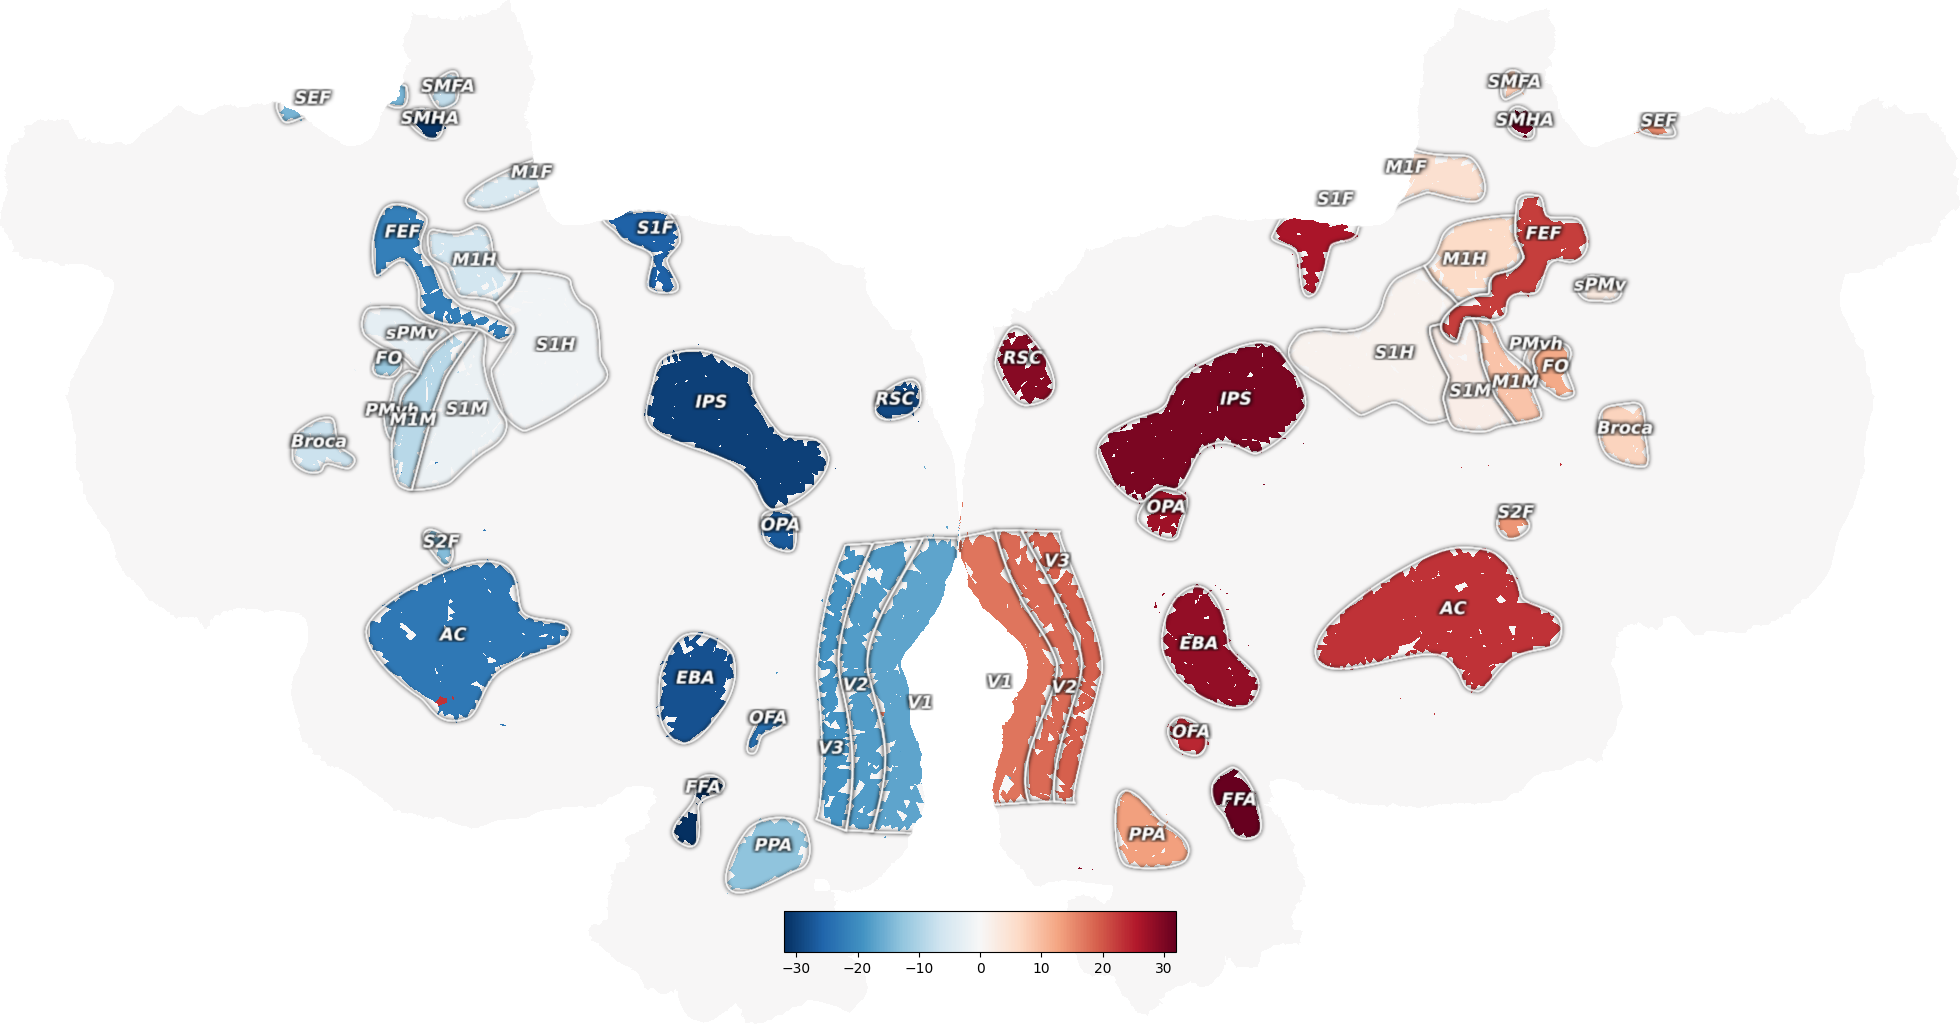 SMFA
SEF
SMHA
M1F
FEF
S1F
M1H
sPMv
FO
S1H
PMvh
M1M
S1M
Broca
IPS
RSC
OPA
S2F
AC
EBA
OFA
V2
V1
V3
FFA
PPA
SMFA
SMHA
SEF
M1F
S1F
FEF
M1H
sPMv
RSC
S1H
PMvh
FO
M1M
S1M
IPS
Broca
OPA
S2F
V3
AC
EBA
V1
V2
OFA
FFA
PPA
−30 −20 −10 0 10 20 30